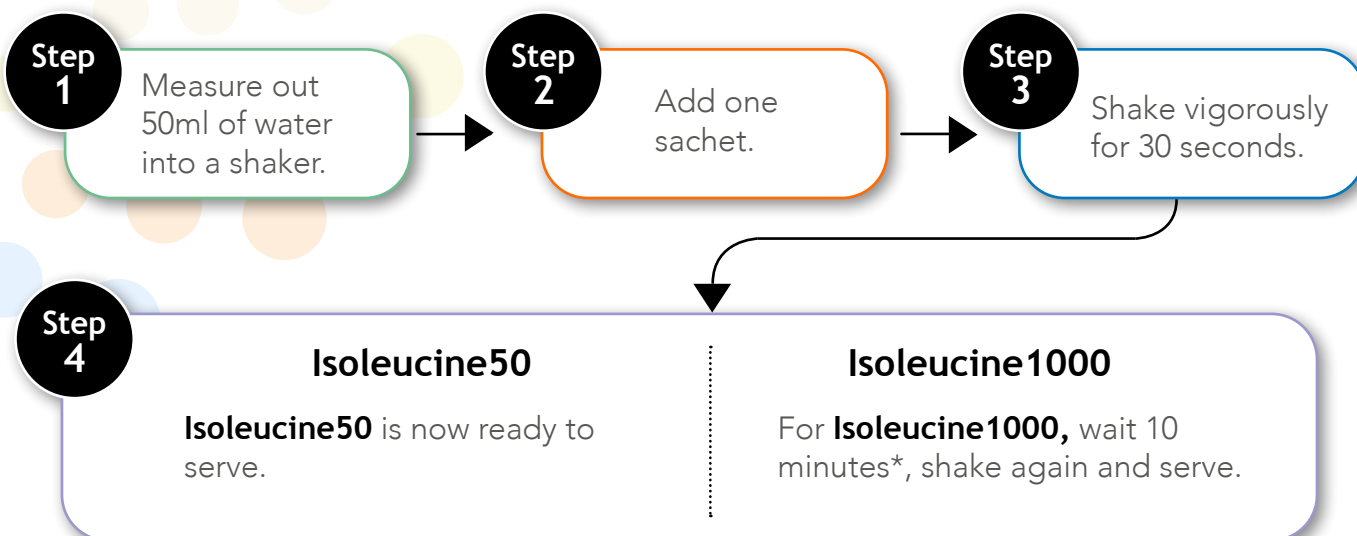 Step
1
Measure out
50ml of water
into a shaker.
Step
2
Add one
sachet.
Step
3
Shake vigorously
for 30 seconds.
Step
4
Isoleucine50
Isoleucine50 is now ready to
serve.
Isoleucine1000
For Isoleucine1000, wait 10
minutes*, shake again and serve.